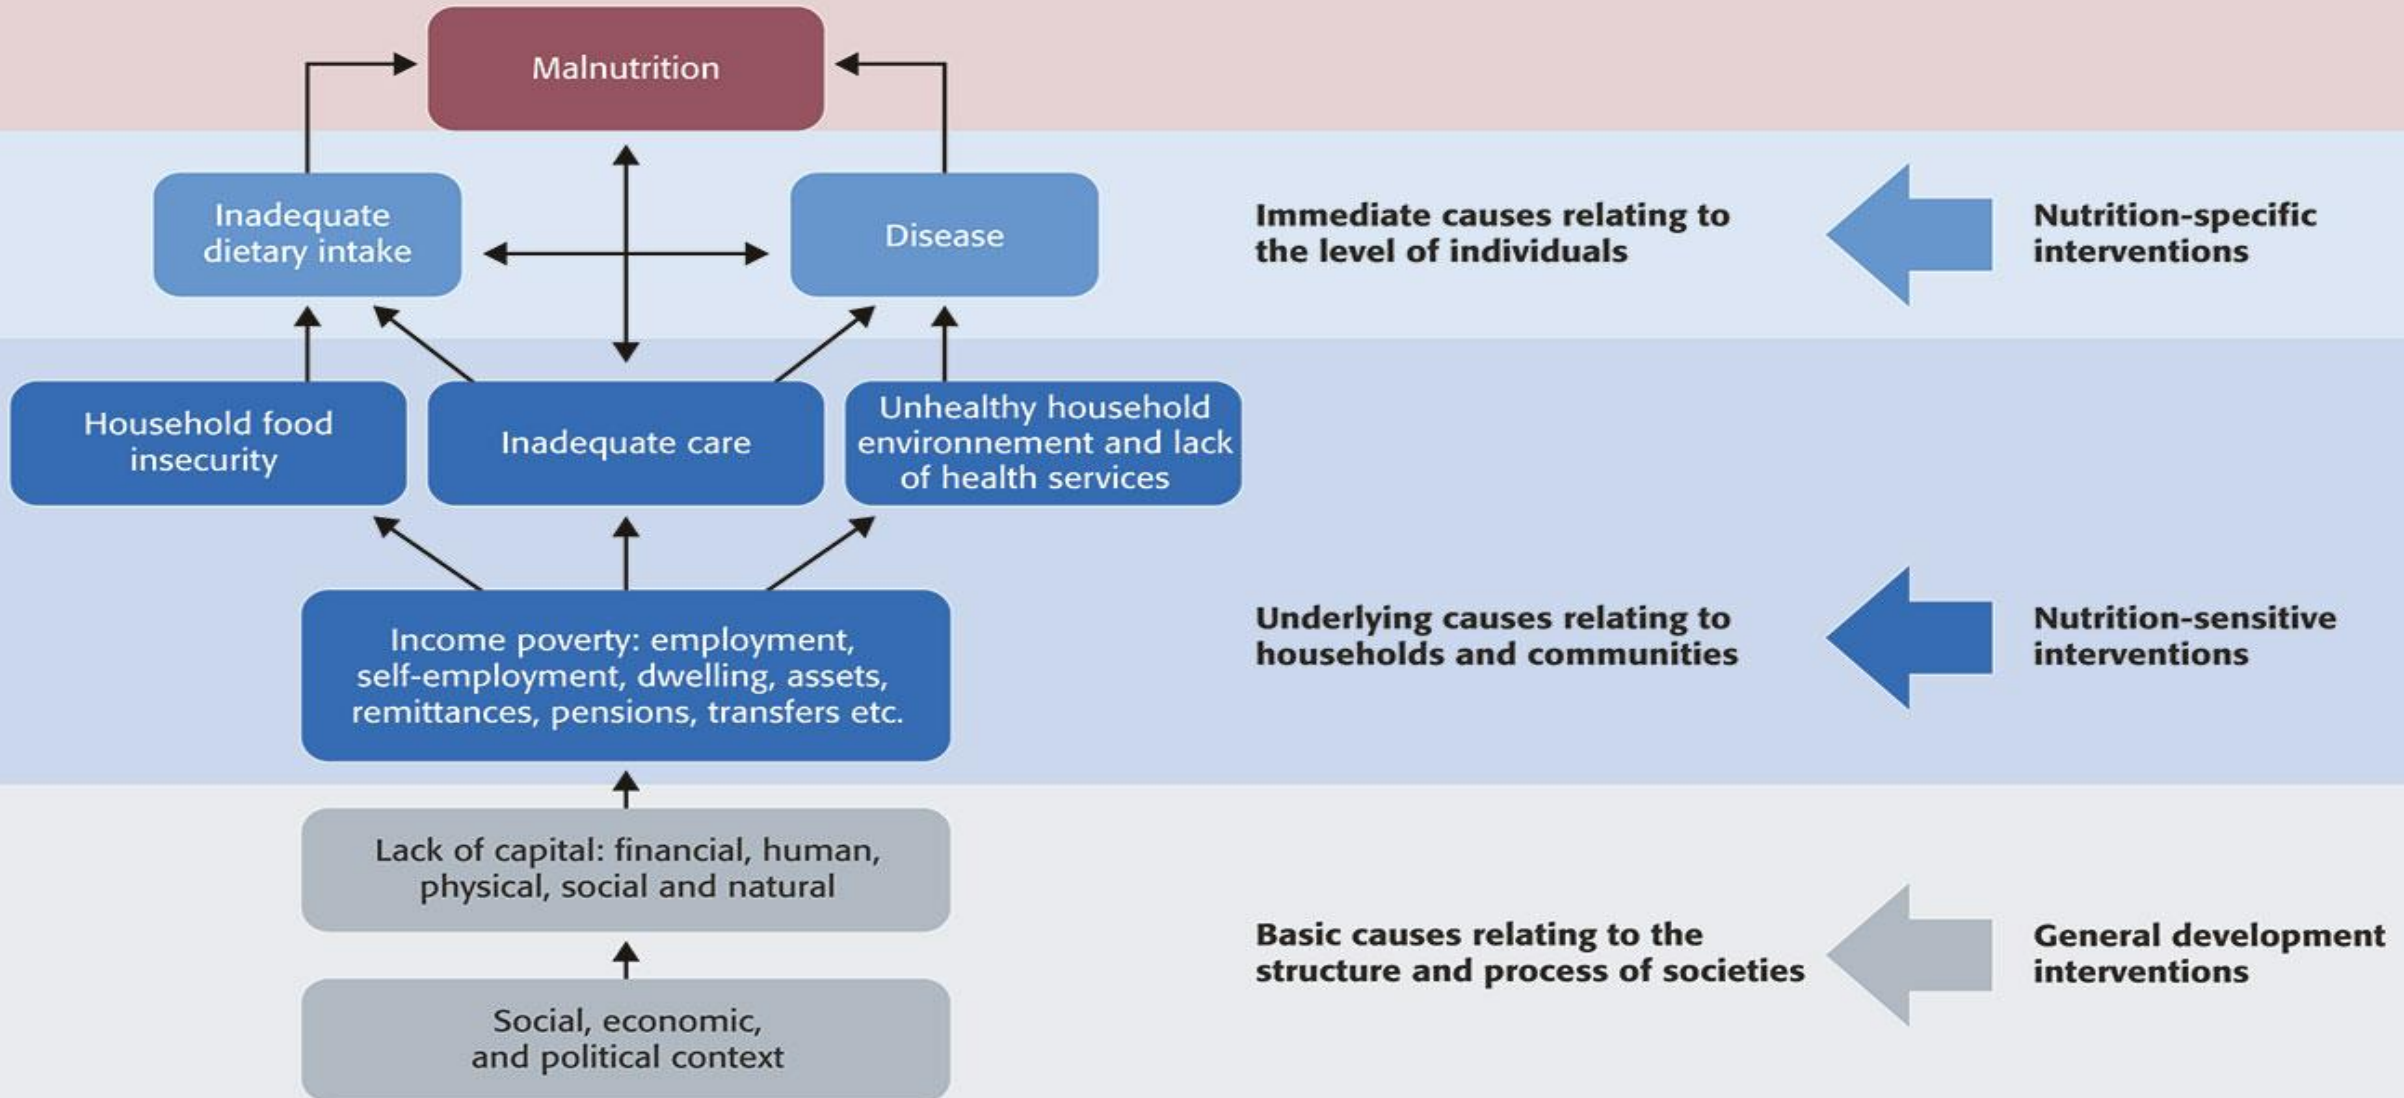 Malnutrition
Inadequate
dietary intake
Disease
Immediate causes relating to
the level of individuals
Nutrition-specific
interventions
Household food
insecurity
Inadequate care
Unhealthy household
environnement and lack
of health services
Income poverty: employment,
self-employment, dwelling, assets,
remittances, pensions, transfers etc.
Underlying causes relating to
households and communities
Nutrition-sensitive
interventions
Lack of capital: financial, human,
physical, social and natural
Social, economic,
and political context
Basic causes relating to the
structure and process of societies
General development
interventions